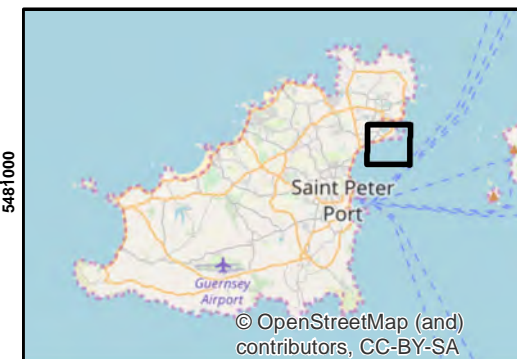 5481000
Saint Peter
Port
Guernsey
Airport
© OpenStreetMap (and)
contributors, CC-BY-SA